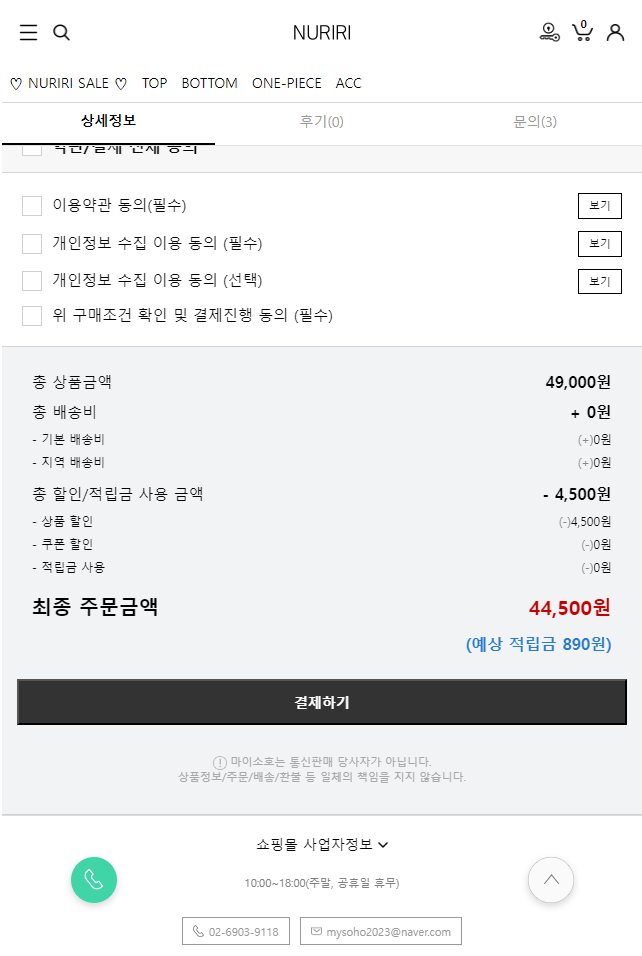 NURIRI
0
♡ NURIRI SALE ♡ TOP BOTTOM ONE-PIECE ACC
상세정보 후기(0) 문의(3)
약관/결제 전체 동의
이용약관 동의(필수) 보기
개인정보 수집 이용 동의 (필수) 보기
개인정보 수집 이용 동의 (선택) 보기
위 구매조건 확인 및 결제진행 동의 (필수)
총 상품금액 49,000원
총 배송비 + 0원
- 기본 배송비 (+)0원
- 지역 배송비 (+)0원
총 할인/적립금 사용 금액 - 4,500원
- 상품 할인 (-)4,500원
- 쿠폰 할인 (-)0원
- 적립금 사용 (-)0원
최종 주문금액 44,500원
(예상 적립금 890원)
결제하기
마이소호는 통신판매 당사자가 아닙니다.
상품정보/주문/배송/환불 등 일체의 책임을 지지 않습니다.
쇼핑몰 사업자정보
10:00~18:00(주말, 공휴일 휴무)
02-6903-9118 mysoho2023@naver.com